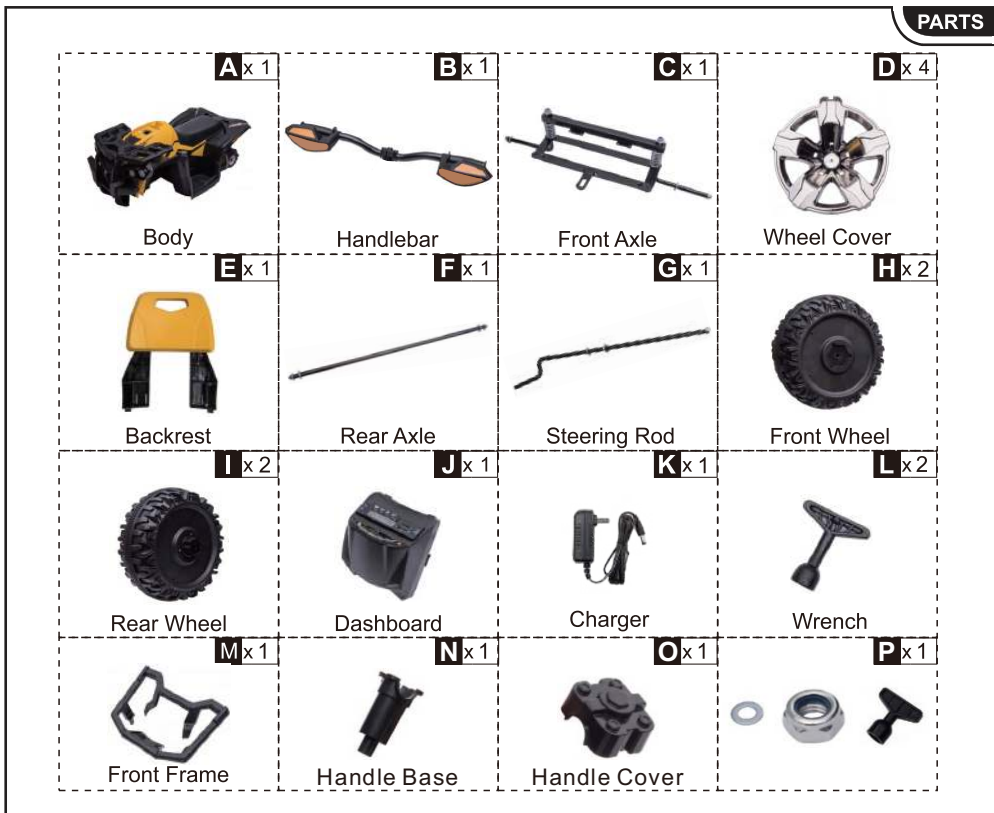 PARTS
A x 1
B x 1
C x 1
D x 4
Body
Handlebar
Front Axle
Wheel Cover
E x 1
F x 1
G x 1
H x 2
Backrest
Rear Axle
Steering Rod
Front Wheel
I x 2
J x 1
K x 1
L x 2
Rear Wheel
Dashboard
Charger
Wrench
M x 1
N x 1
O x 1
P x 1
Front Frame
Handle Base
Handle Cover